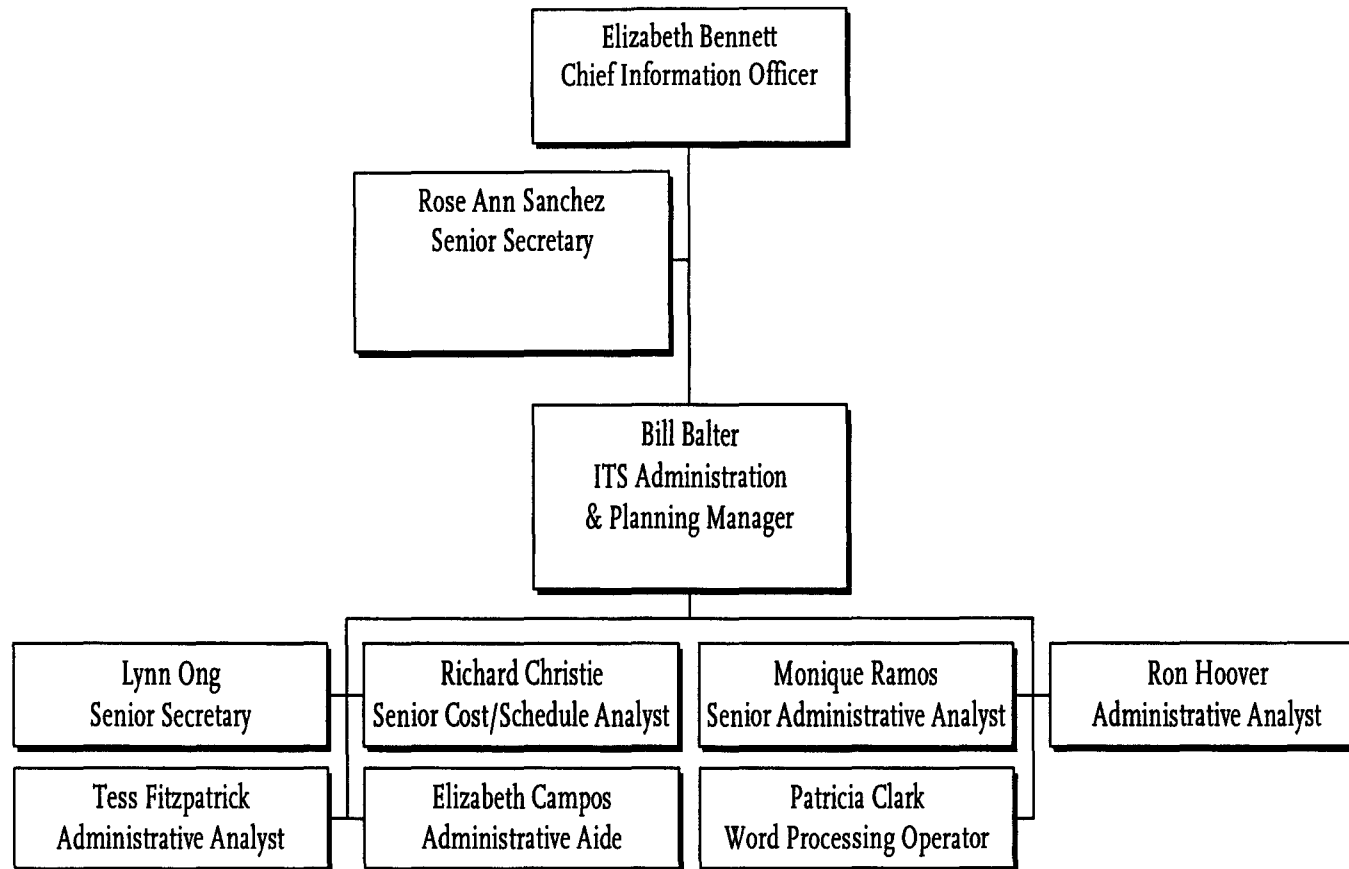 Elizabeth Bennett
Chief Information Officer
Rose Ann Sanchez
Senior Secretary
Bill Balter
ITS Administration
& Planning Manager
Lynn Ong
Senior Secretary
Richard Christie
Senior Cost/Schedule Analyst
Monique Ramos
Senior Administrative Analyst
Ron Hoover
Administrative Analyst
Tess Fitzpatrick
Administrative Analyst
Elizabeth Campos
Administrative Aide
Patricia Clark
Word Processing Operator